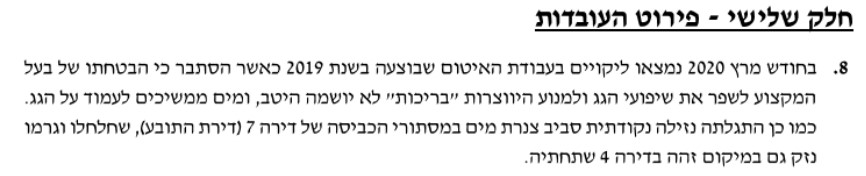 חלק שלישי - פירוט העובדות
8. בחודש מרץ 2020 נמצאו ליקויים בעבודת האיטום שבוצעה בשנת 2019 כאשר הסתבר כי הבטחתו של בעל
המקצוע לשפר את שיפועי הגג ולמנוע היווצרות "בריכות" לא יושמה היטב, ומים ממשיכים לעמוד על הגג.
כמו כן התגלתה נזילה נקודתית סביב צנרת מים במסתורי הכביסה של דירה 7 (דירת התובע), שחלחלו וגרמו
נזק גם במיקום זהה בדירה 4 שתחתיה.